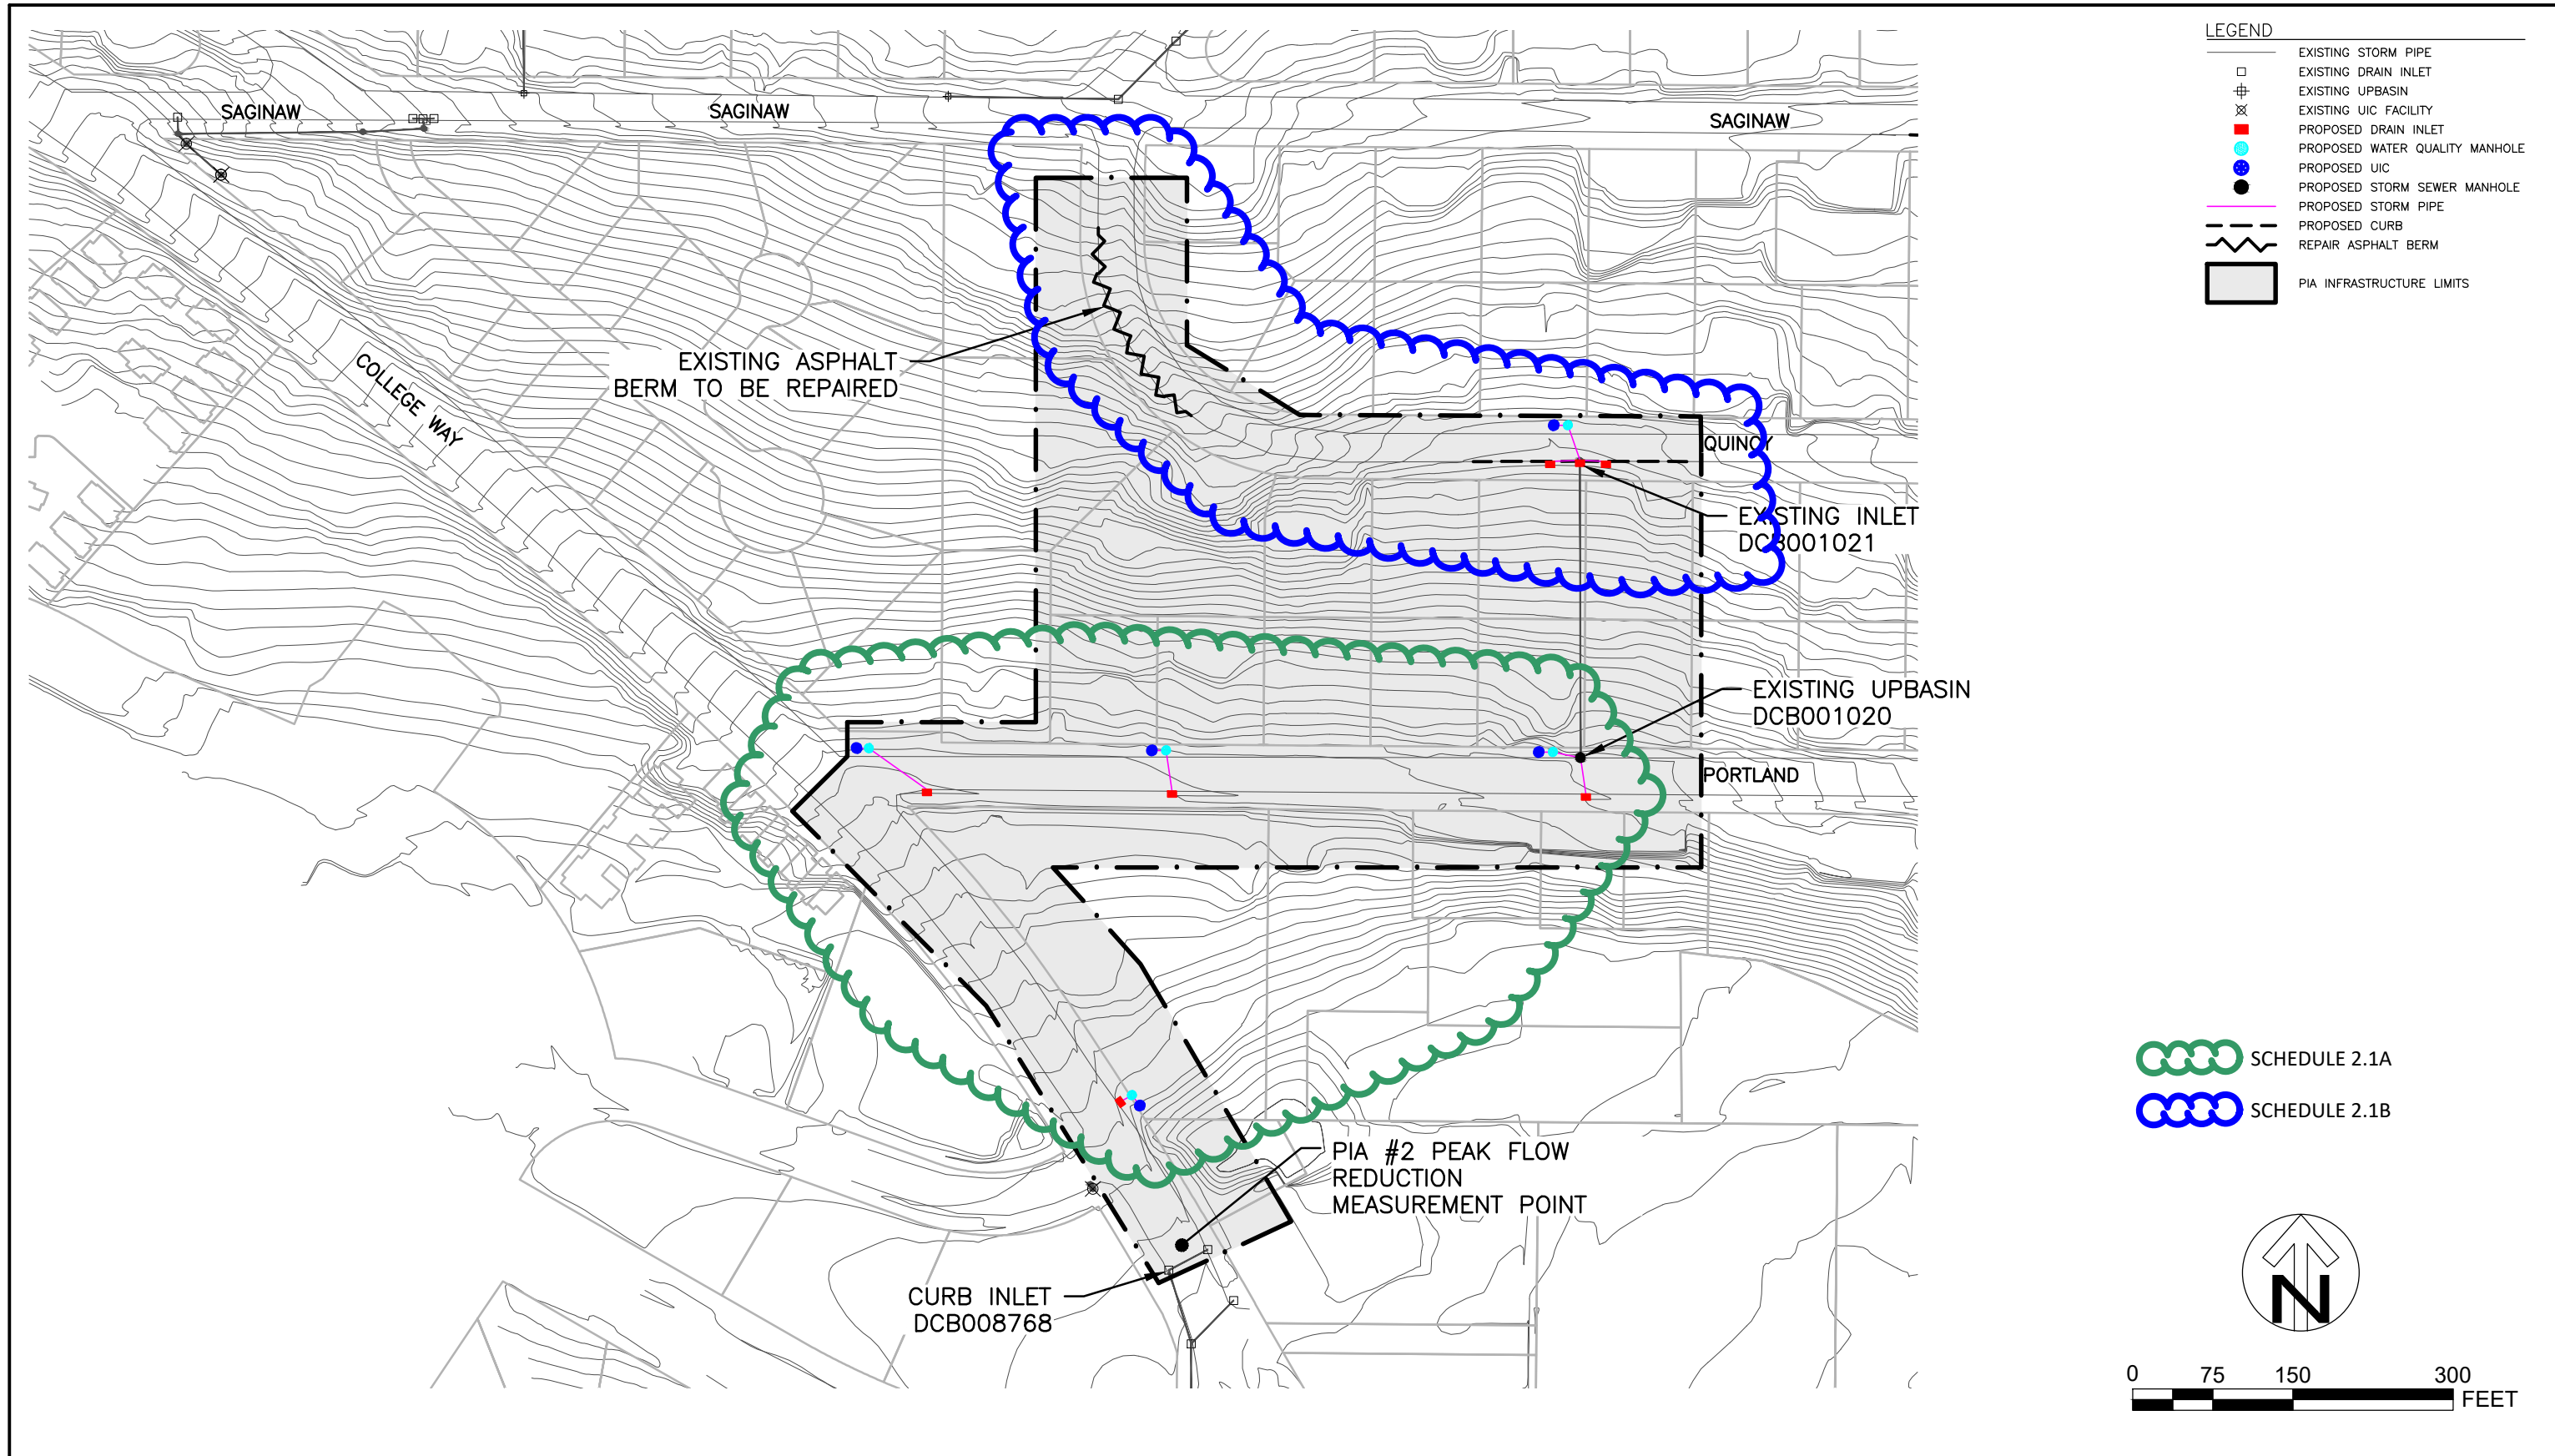 LEGEND
EXISTING STORM PIPE
EXISTING DRAIN INLET
EXISTING UPBASIN
EXISTING UIC FACILITY
PROPOSED DRAIN INLET
PROPOSED WATER QUALITY MANHOLE
PROPOSED UIC
PROPOSED STORM SEWER MANHOLE
PROPOSED STORM PIPE
PROPOSED CURB
REPAIR ASPHALT BERM
PIA INFRASTRUCTURE LIMITS
SAGINAW
SAGINAW
SAGINAW
EXISTING ASPHALT
BERM TO BE REPAIRED
COLLEGE WAY
QUINCY
EXISTING INLET
DCB001021
EXISTING UPBASIN
DCB001020
PORTLAND
PIA #2 PEAK FLOW
REDUCTION
MEASUREMENT POINT
CURB INLET
DCB008768
SCHEDULE 2.1A
SCHEDULE 2.1B
N
0 75 150 300
FEET